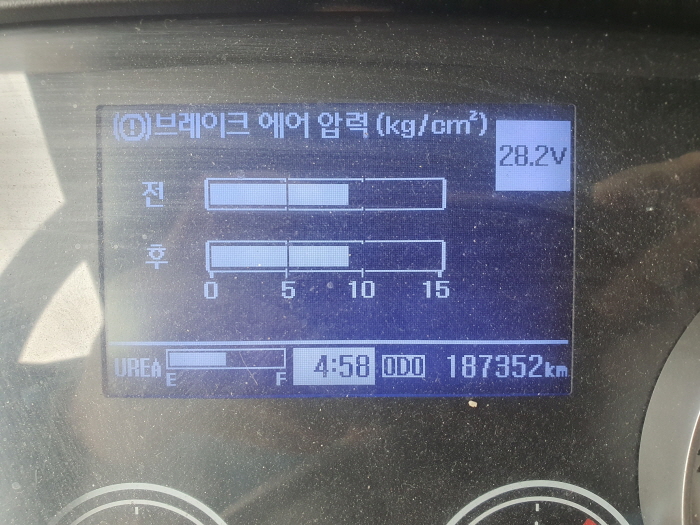 (!)브레이크 에어 압력 (kg/cm²)
28.2V
전
후
0 5 10 15
UREA E F 4:58 ODO 187352km